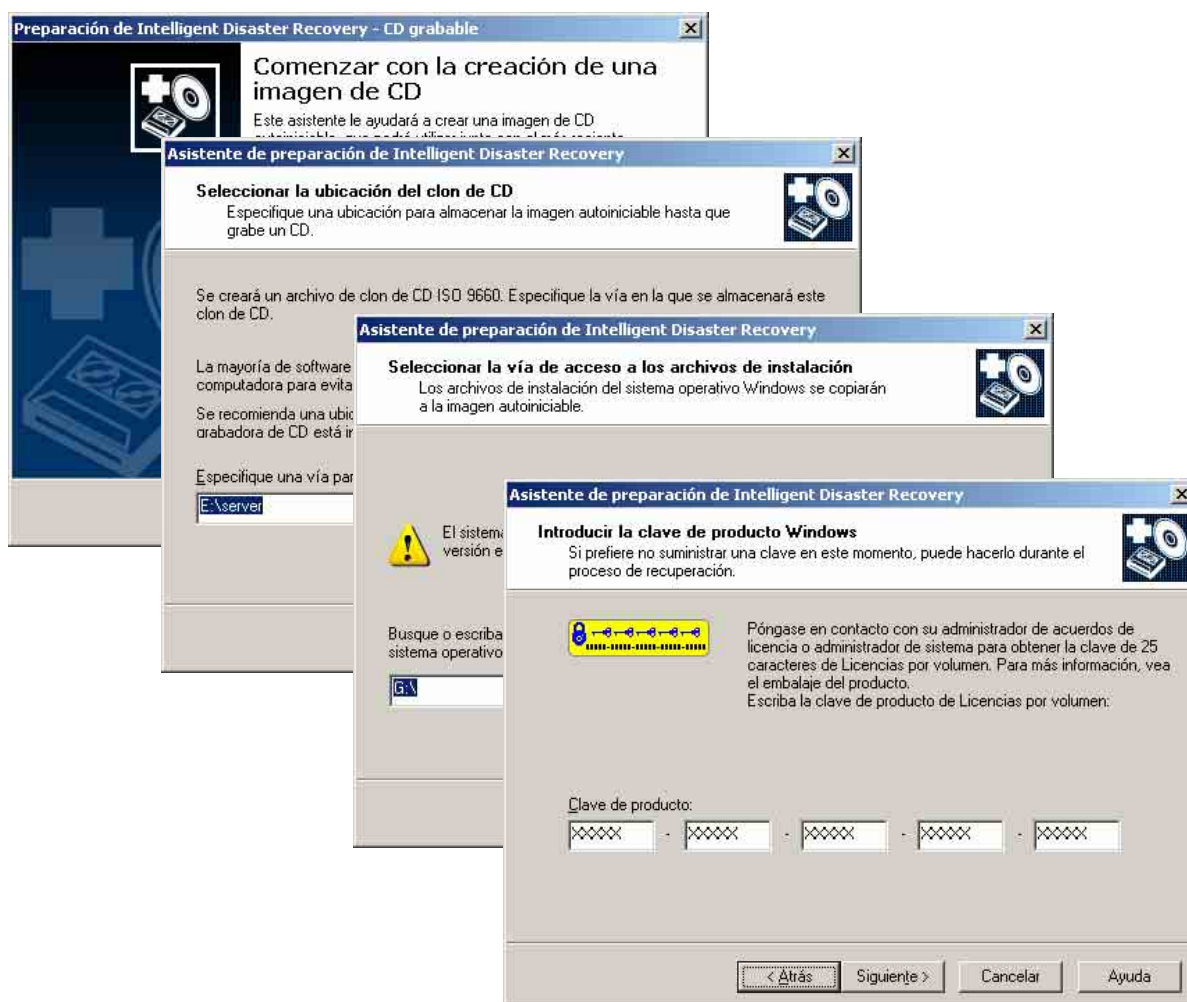 Preparación de Intelligent Disaster Recovery - CD grabable
Comenzar con la creación de una
imagen de CD
Este asistente le ayudará a crear una imagen de CD
Asistente de preparación de Intelligent Disaster Recovery
Seleccionar la ubicación del clon de CD
Especifique una ubicación para almacenar la imagen autoiniciable hasta que
grabe un CD.
Se creará un archivo de clon de CD ISO 9660. Especifique la vía en la que se almacenará este
clon de CD.
La mayoría de software
computadora para evita
Se recomienda una ubic
grabadora de CD está in
Especifique una vía par
E:\server
Asistente de preparación de Intelligent Disaster Recovery
Seleccionar la vía de acceso a los archivos de instalación
Los archivos de instalación del sistema operativo Windows se copiarán
a la imagen autoiniciable.
El sistema
versión e
Busque o escriba
sistema operativo
G:\
Asistente de preparación de Intelligent Disaster Recovery
Introducir la clave de producto Windows
Si prefiere no suministrar una clave en este momento, puede hacerlo durante el
proceso de recuperación.
Póngase en contacto con su administrador de acuerdos de
licencia o administrador de sistema para obtener la clave de 25
caracteres de Licencias por volumen. Para más información, vea
el embalaje del producto.
Escriba la clave de producto de Licencias por volumen:
Clave de producto:
XXXXX - XXXXX - XXXXX - XXXXX - XXXXX
< Atrás Siguiente > Cancelar Ayuda